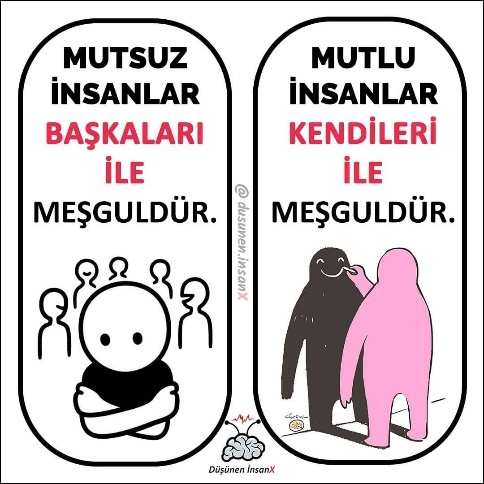 MUTSUZ
İNSANLAR
BAŞKALARI
İLE
MEŞGULDÜR.
MUTLU
İNSANLAR
KENDİLERİ
İLE
MEŞGULDÜR.
@dusunen.insanX
Düşünen İnsanX